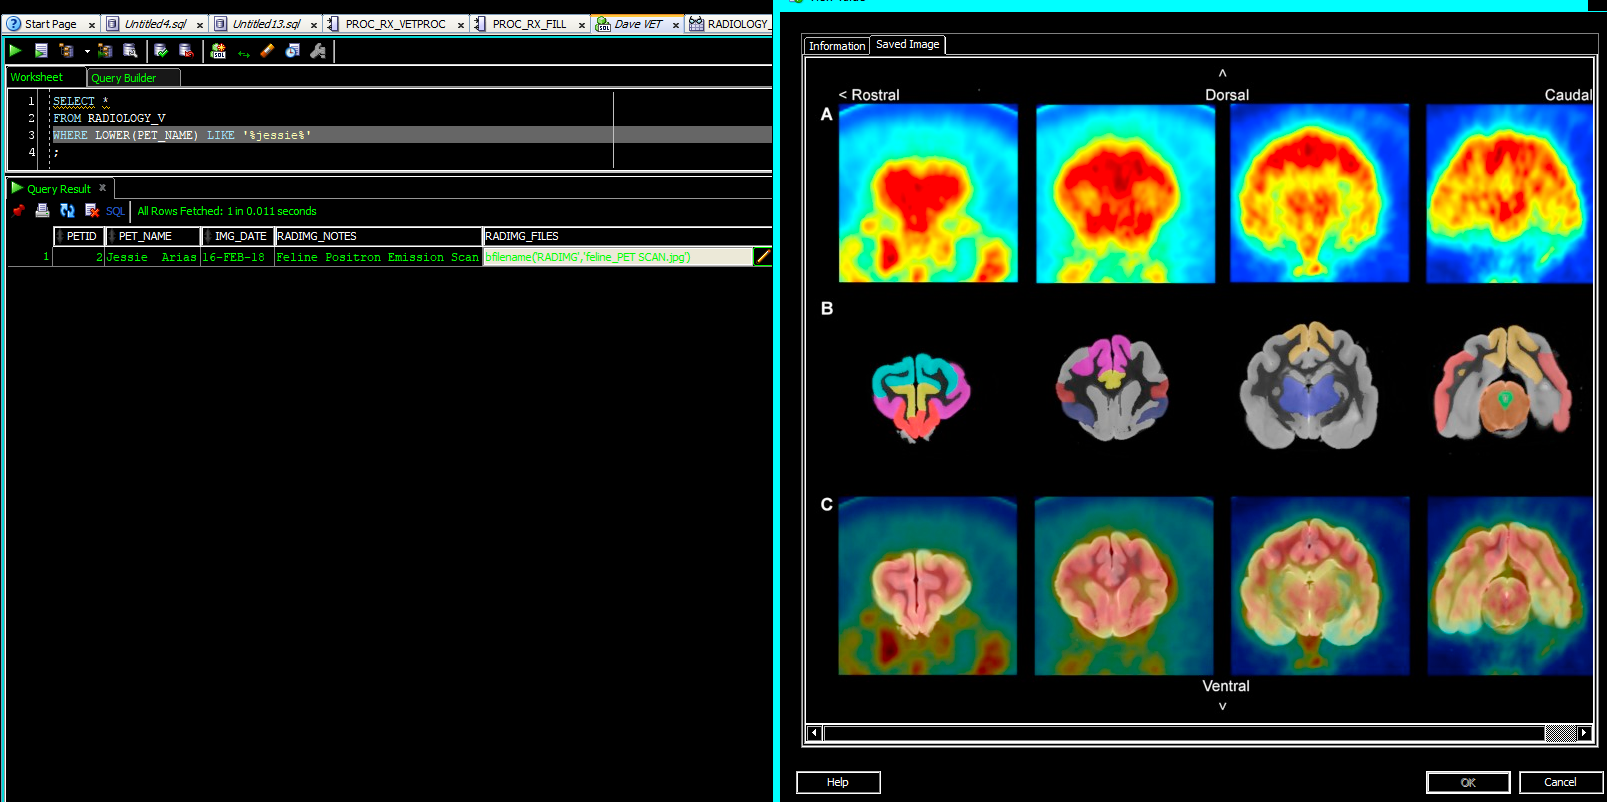 Start Page
Untitled4.sql
Untitled13.sql
PROC_RX_VETPROC
PROC_RX_FILL
Dave VET
RADIOLOGY_
Worksheet
Query Builder
1 SELECT *
2 FROM RADIOLOGY_V
3 WHERE LOWER(PET_NAME) LIKE '%jessie%'
4 ;
Query Result
SQL
All Rows Fetched: 1 in 0.011 seconds
PETID PET_NAME IMG_DATE RADIMG_NOTES RADIMG_FILES
1 2 Jessie Arias 16-FEB-18 Feline Positron Emission Scan bfilename('RADIMG','feline_PET SCAN.jpg')
Information
Saved Image
< Rostral
Dorsal
Caudal
A
B
C
Ventral
Help
OK
Cancel